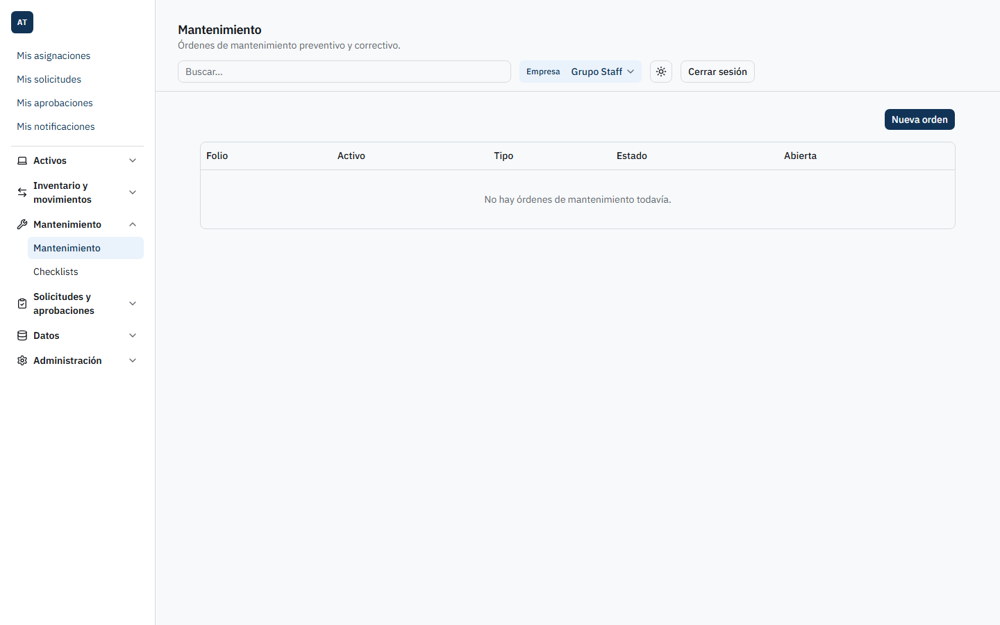 AT
Mis asignaciones
Mis solicitudes
Mis aprobaciones
Mis notificaciones
Activos
Inventario y
movimientos
Mantenimiento
Mantenimiento
Checklists
Solicitudes y
aprobaciones
Datos
Administración
Mantenimiento
Órdenes de mantenimiento preventivo y correctivo.
Buscar...
Empresa Grupo Staff
Cerrar sesión
Nueva orden
Folio Activo Tipo Estado Abierta
No hay órdenes de mantenimiento todavía.